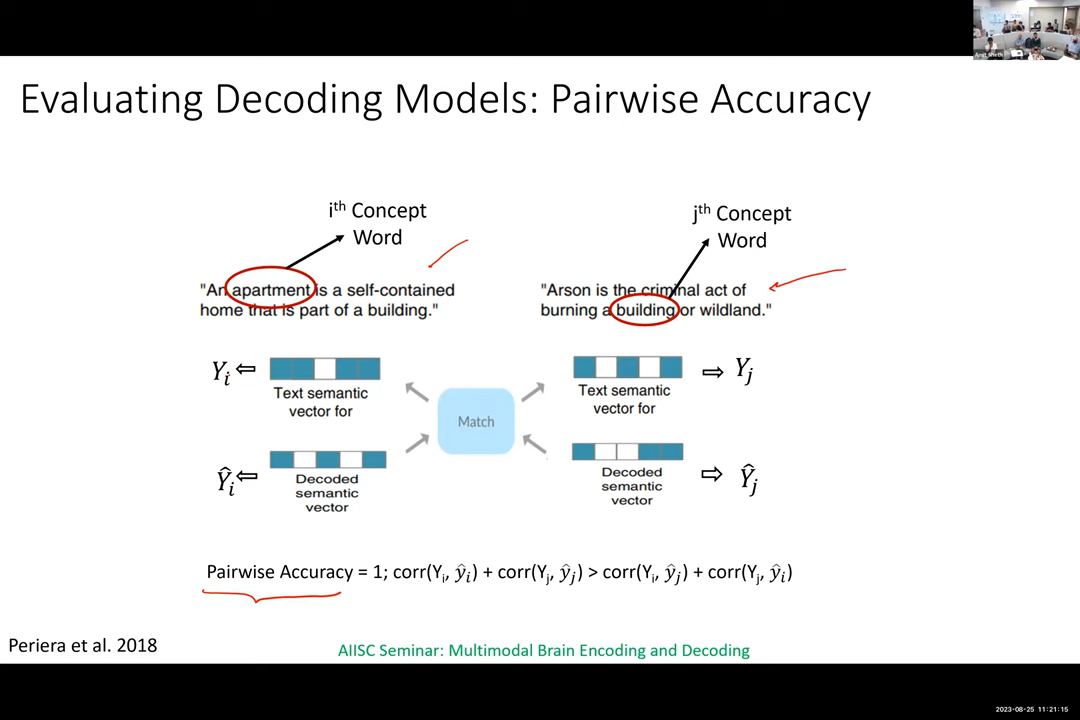 Amit Sheth
Evaluating Decoding Models: Pairwise Accuracy
iᵗʰ Concept
Word
jᵗʰ Concept
Word
"An apartment is a self-contained
home that is part of a building."
"Arson is the criminal act of
burning a building or wildland."
Yᵢ ⇐
Text semantic
vector for
Match
Text semantic
vector for
⇨ Yⱼ
Ŷᵢ ⇐
Decoded
semantic
vector
Decoded
semantic
vector
⇨ Ŷⱼ
Pairwise Accuracy = 1; corr(Yᵢ, ŷᵢ) + corr(Yⱼ, ŷⱼ) > corr(Yᵢ, ŷⱼ) + corr(Yⱼ, ŷᵢ)
Periera et al. 2018
AIISC Seminar: Multimodal Brain Encoding and Decoding
2023-08-25 11:21:15